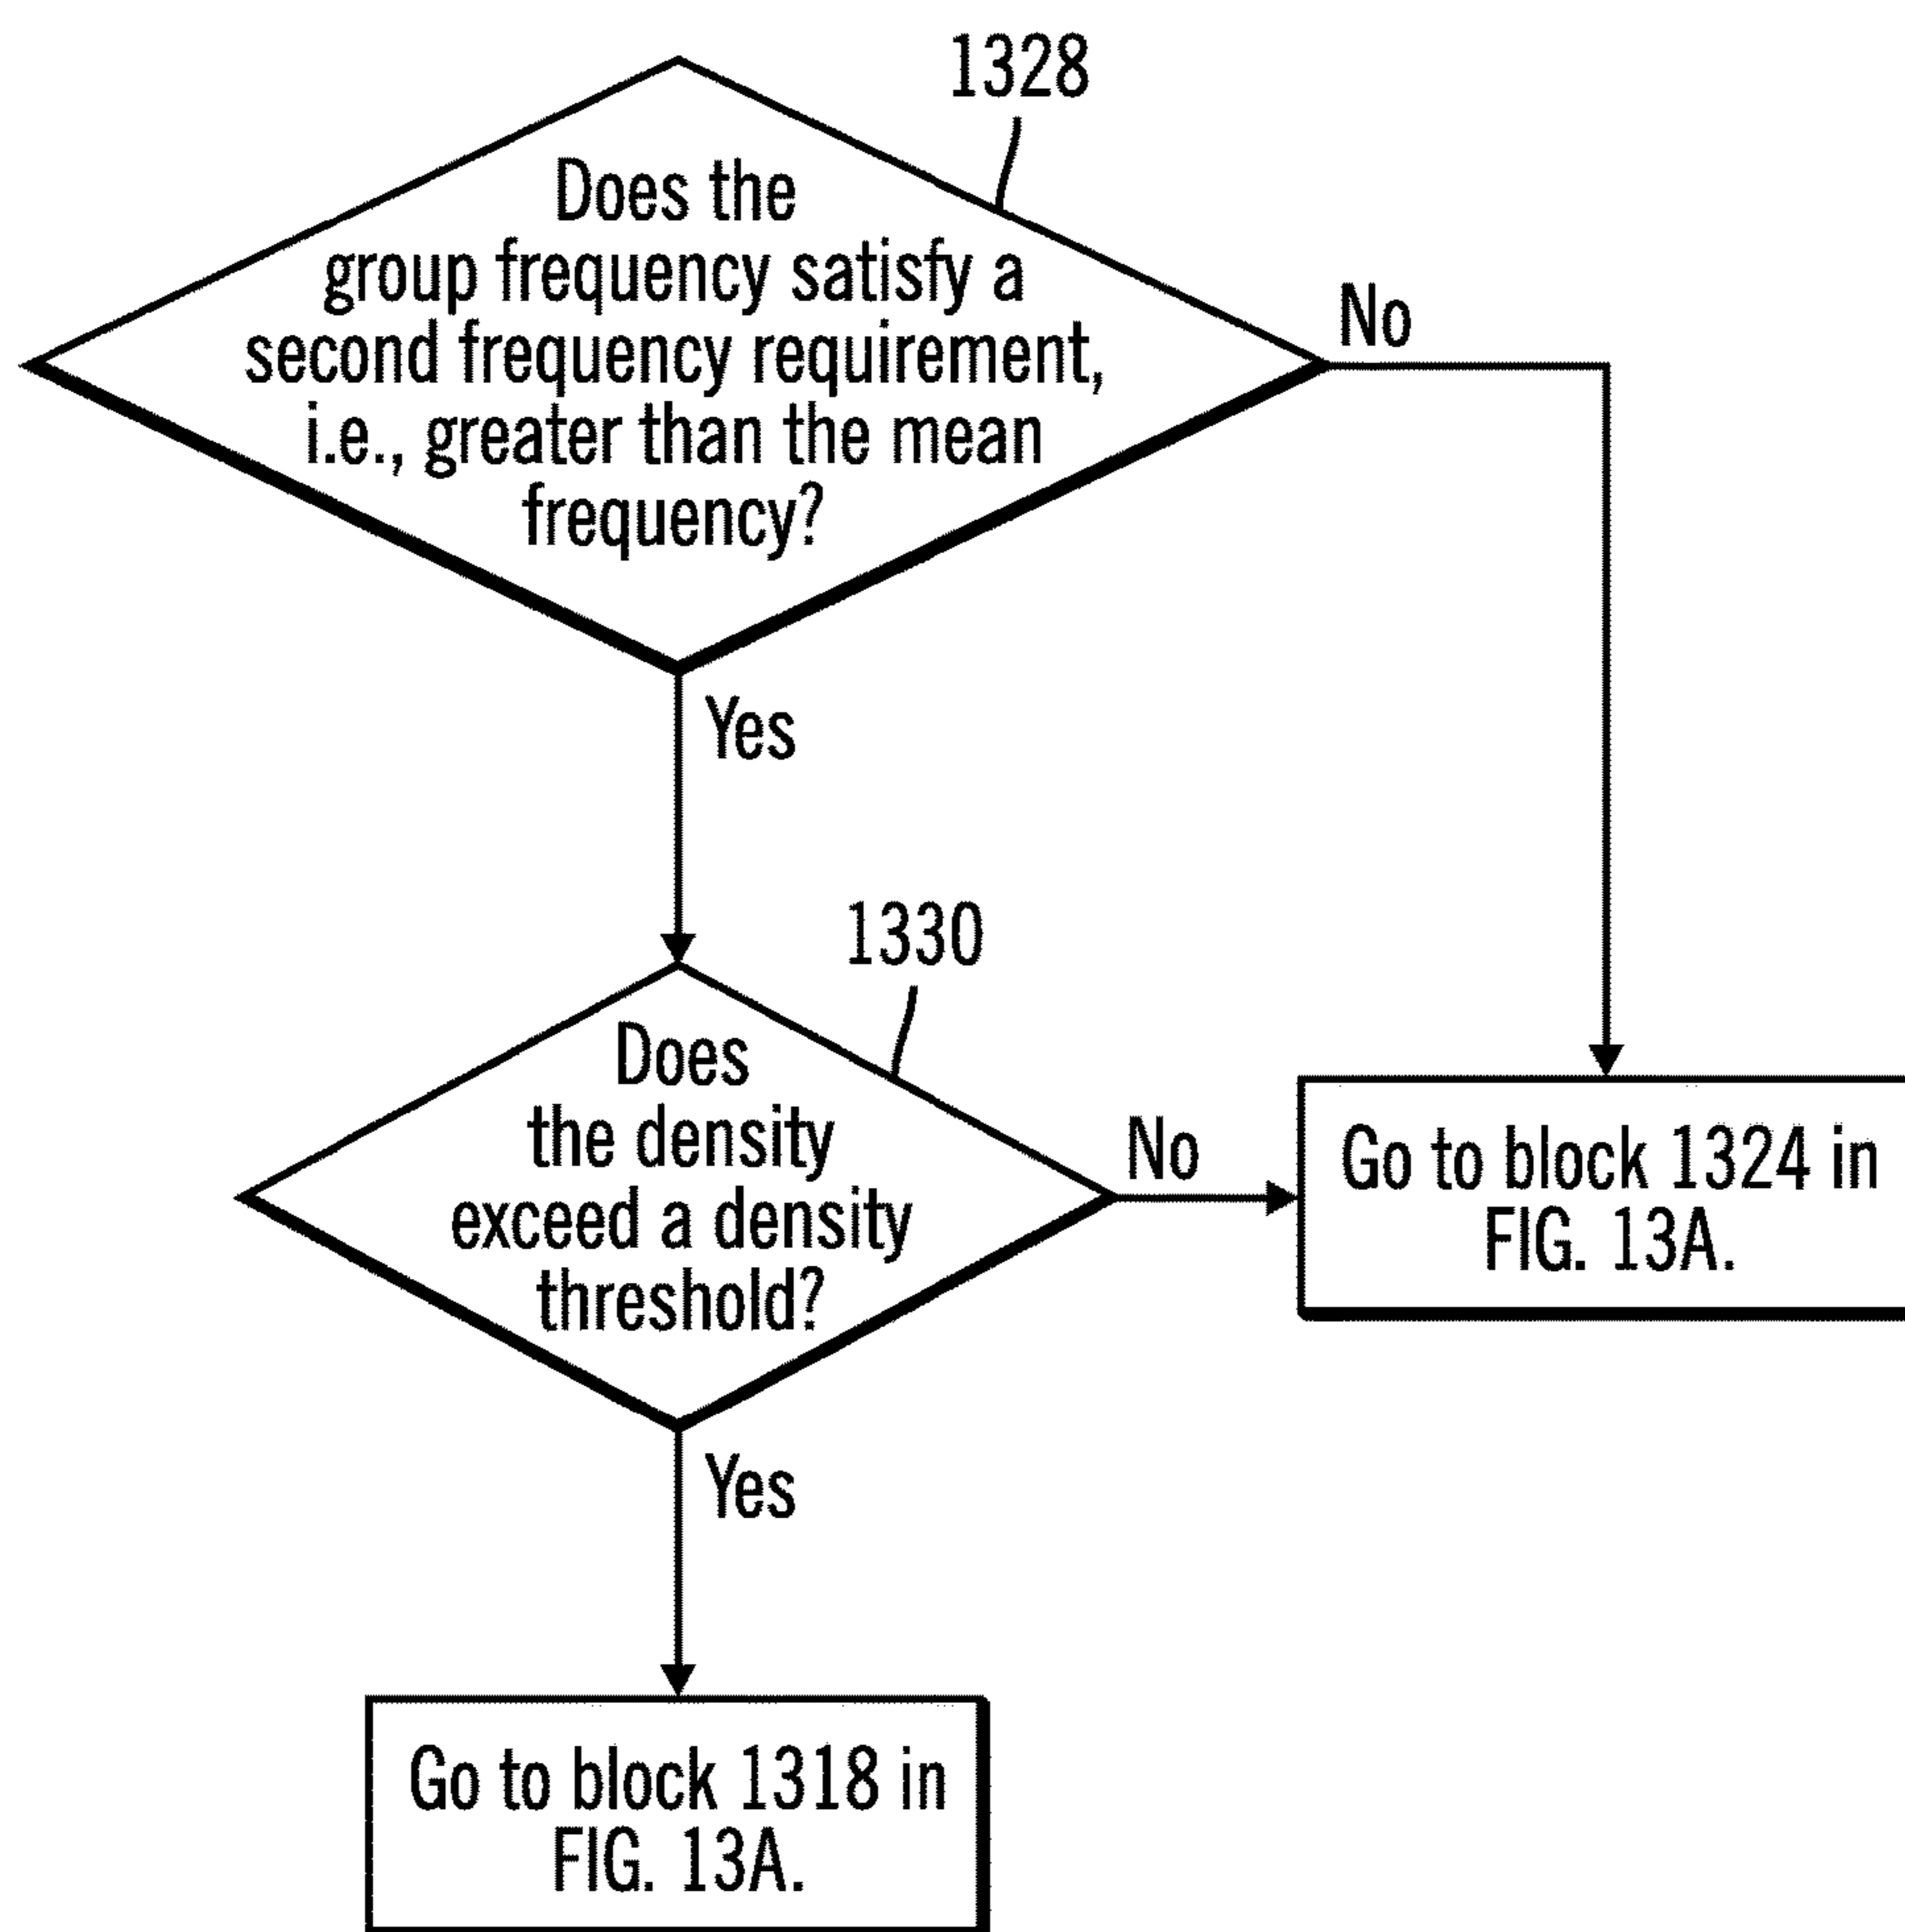 1328
Does the
group frequency satisfy a
second frequency requirement,
i.e., greater than the mean
frequency?
No
Yes
1330
Does
the density
exceed a density
threshold?
No
Go to block 1324 in
FIG. 13A.
Yes
Go to block 1318 in
FIG. 13A.